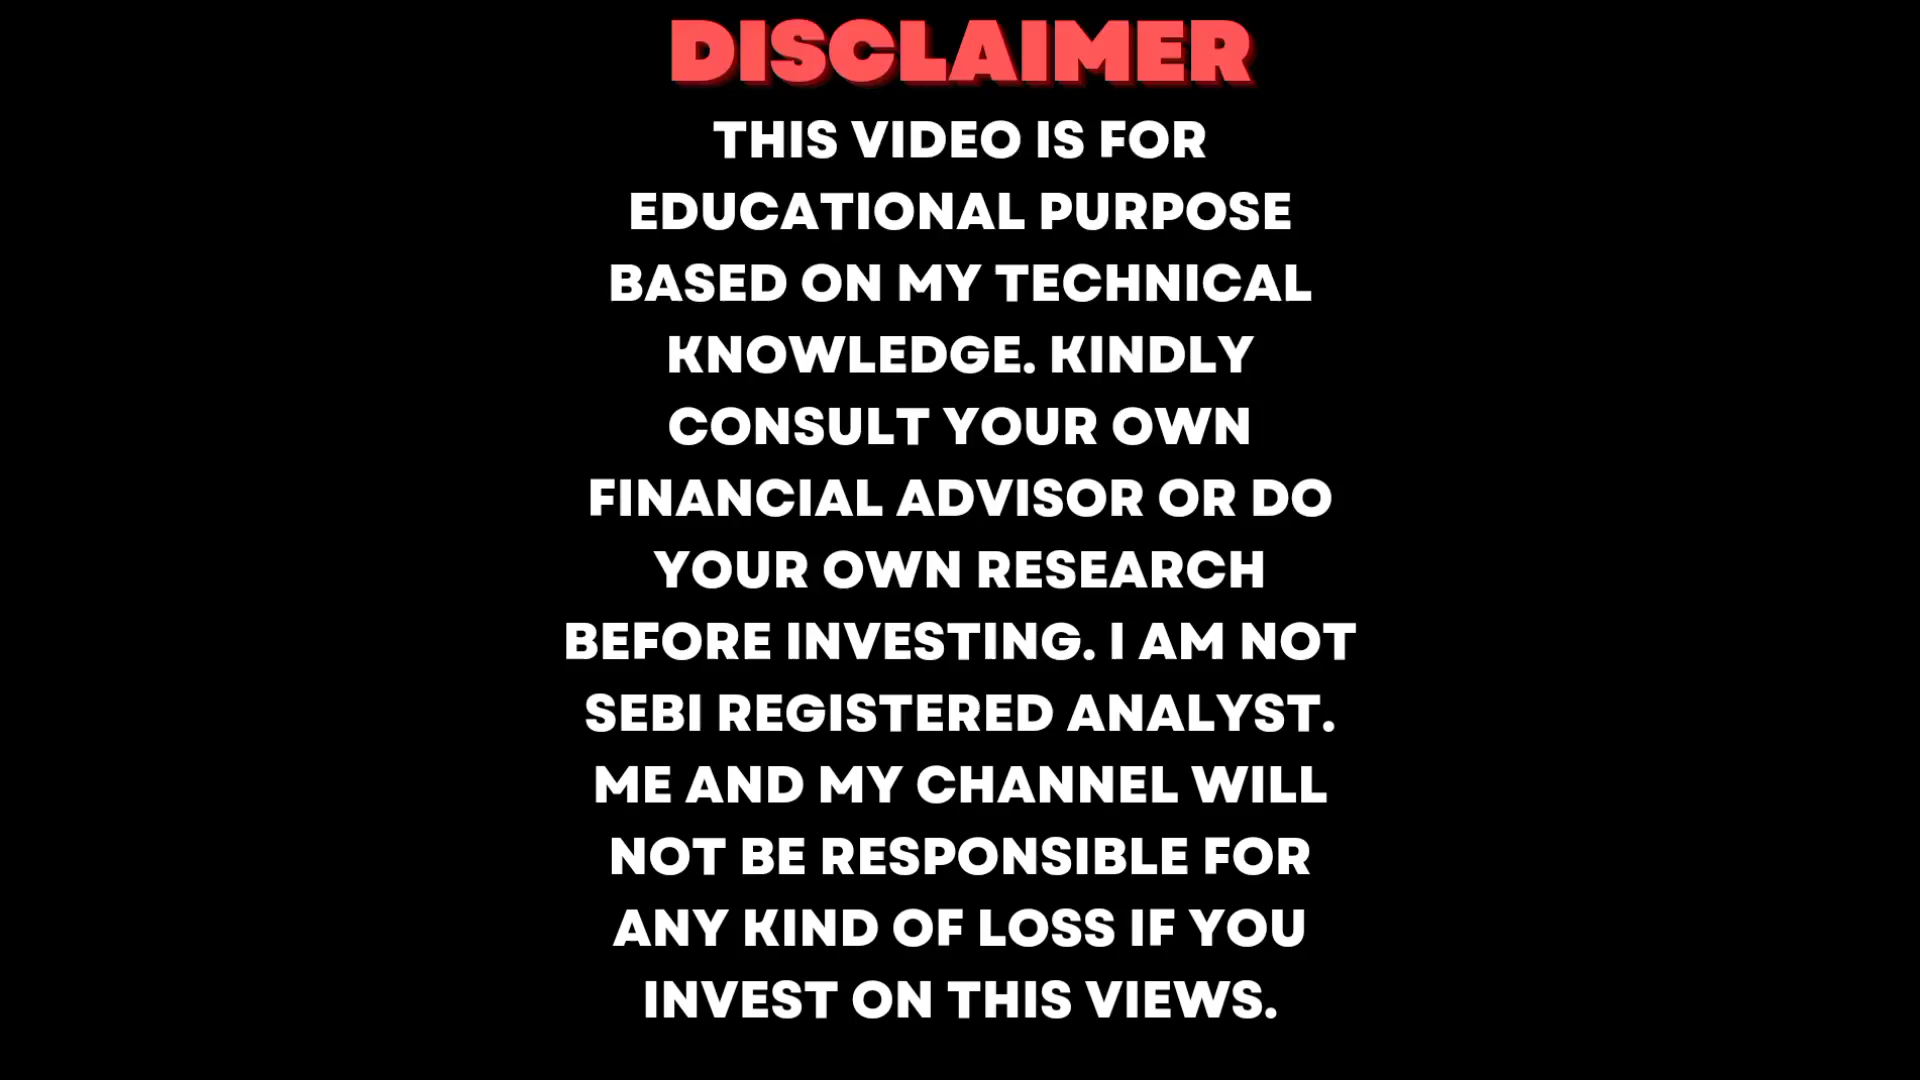 DISCLAIMER
THIS VIDEO IS FOR
EDUCATIONAL PURPOSE
BASED ON MY TECHNICAL
KNOWLEDGE. KINDLY
CONSULT YOUR OWN
FINANCIAL ADVISOR OR DO
YOUR OWN RESEARCH
BEFORE INVESTING. I AM NOT
SEBI REGISTERED ANALYST.
ME AND MY CHANNEL WILL
NOT BE RESPONSIBLE FOR
ANY KIND OF LOSS IF YOU
INVEST ON THIS VIEWS.